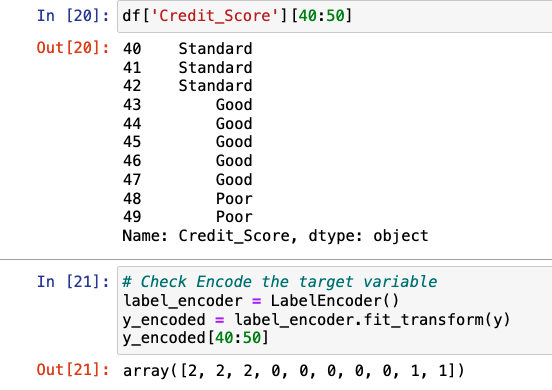 In [20]: df['Credit_Score'][40:50]
Out[20]: 40    Standard
41    Standard
42    Standard
43        Good
44        Good
45        Good
46        Good
47        Good
48        Poor
49        Poor
Name: Credit_Score, dtype: object
In [21]: # Check Encode the target variable
label_encoder = LabelEncoder()
y_encoded = label_encoder.fit_transform(y)
y_encoded[40:50]
Out[21]: array([2, 2, 2, 0, 0, 0, 0, 0, 1, 1])